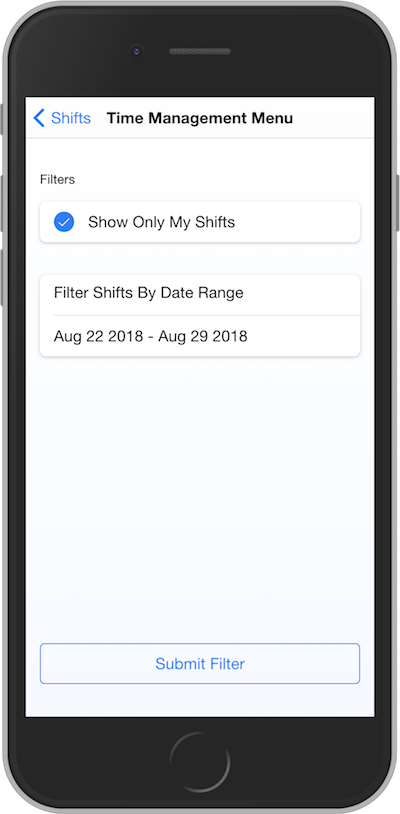 Shifts Time Management Menu
Filters
Show Only My Shifts
Filter Shifts By Date Range
Aug 22 2018 - Aug 29 2018
Submit Filter